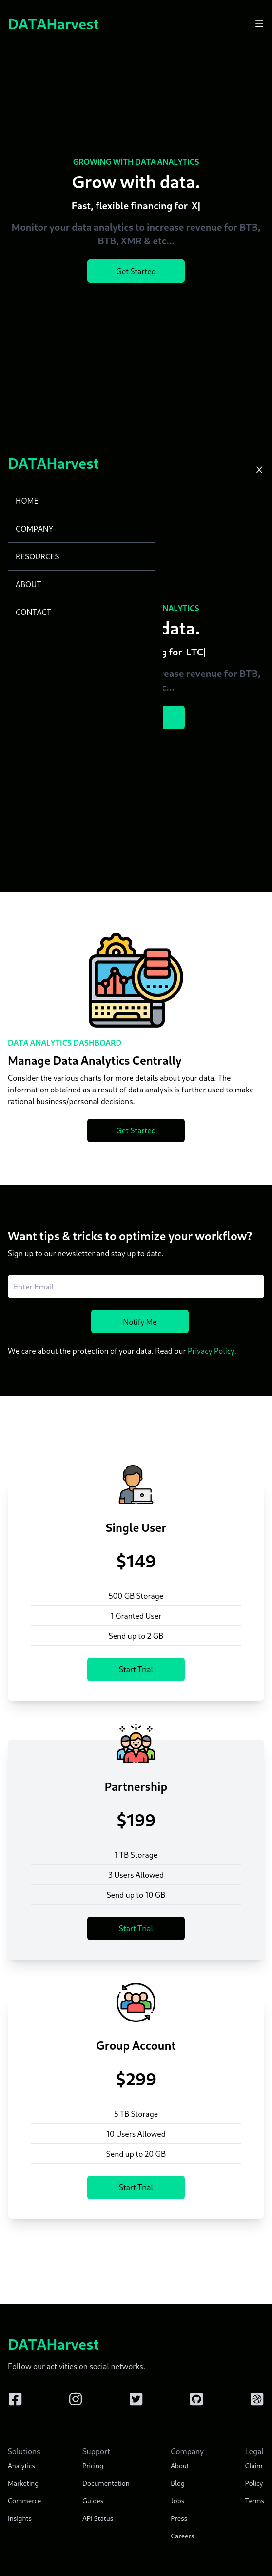 DATAHarvest
GROWING WITH DATA ANALYTICS
Grow with data.
Fast, flexible financing for X|
Monitor your data analytics to increase revenue for BTB,
BTB, XMR & etc...
Get Started
DATAHarvest
X
HOME
COMPANY
RESOURCES
ABOUT
CONTACT
NALYTICS
data.
g for LTC|
ease revenue for BTB,
c...
DATA ANALYTICS DASHBOARD
Manage Data Analytics Centrally
Consider the various charts for more details about your data. The
information obtained as a result of data analysis is further used to make
rational business/personal decisions.
Get Started
Want tips & tricks to optimize your workflow?
Sign up to our newsletter and stay up to date.
Enter Email
Notify Me
We care about the protection of your data. Read our Privacy Policy.
Single User
$149
500 GB Storage
1 Granted User
Send up to 2 GB
Start Trial
Partnership
$199
1 TB Storage
3 Users Allowed
Send up to 10 GB
Start Trial
Group Account
$299
5 TB Storage
10 Users Allowed
Send up to 20 GB
Start Trial
DATAHarvest
Follow our activities on social networks.
Solutions
Analytics
Marketing
Commerce
Insights
Support
Pricing
Documentation
Guides
API Status
Company
About
Blog
Jobs
Press
Careers
Legal
Claim
Policy
Terms